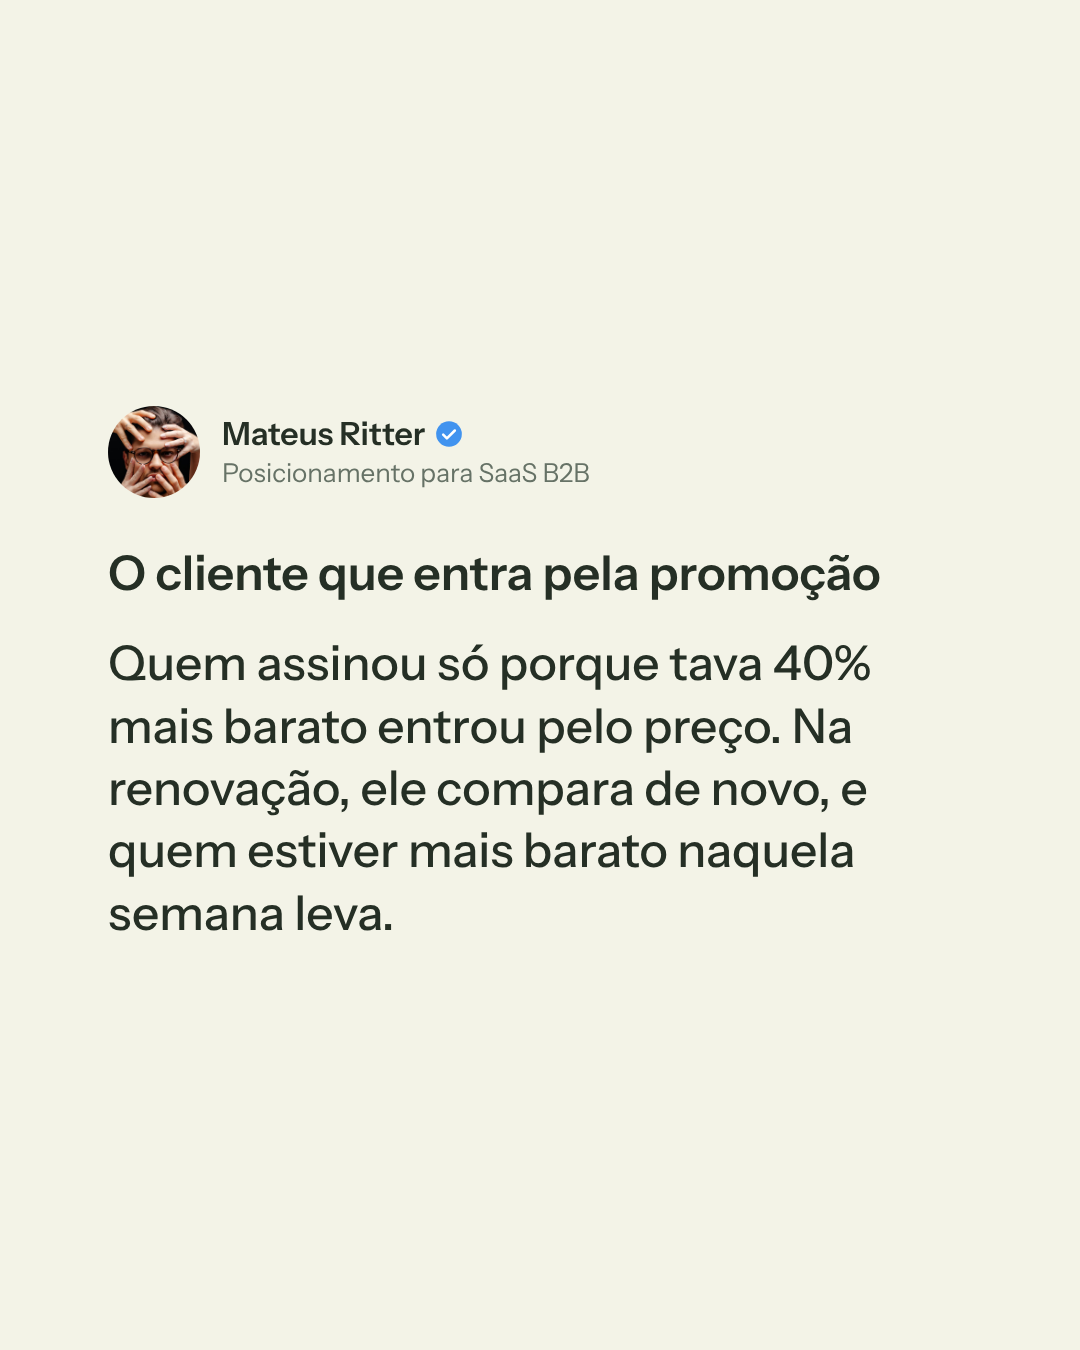 Mateus Ritter
Posicionamento para SaaS B2B
O cliente que entra pela promoção
Quem assinou só porque tava 40%
mais barato entrou pelo preço. Na
renovação, ele compara de novo, e
quem estiver mais barato naquela
semana leva.